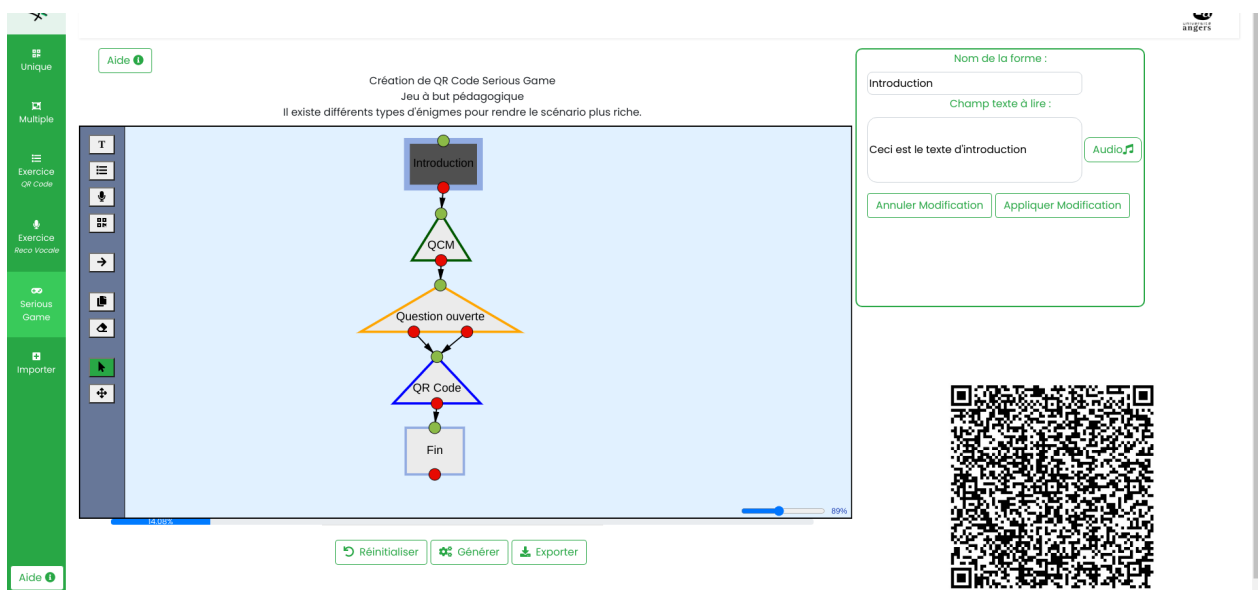 université
angers
Unique
Multiple
Exercice
QR Code
Exercice
Reco Vocale
Serious
Game
Importer
Aide
Aide
Création de QR Code Serious Game
Jeu à but pédagogique
Il existe différents types d'énigmes pour rendre le scénario plus riche.
T
Introduction
QCM
Question ouverte
QR Code
Fin
89%
14.08%
Réinitialiser
Générer
Exporter
Nom de la forme :
Introduction
Champ texte à lire :
Ceci est le texte d'introduction
Audio
Annuler Modification
Appliquer Modification